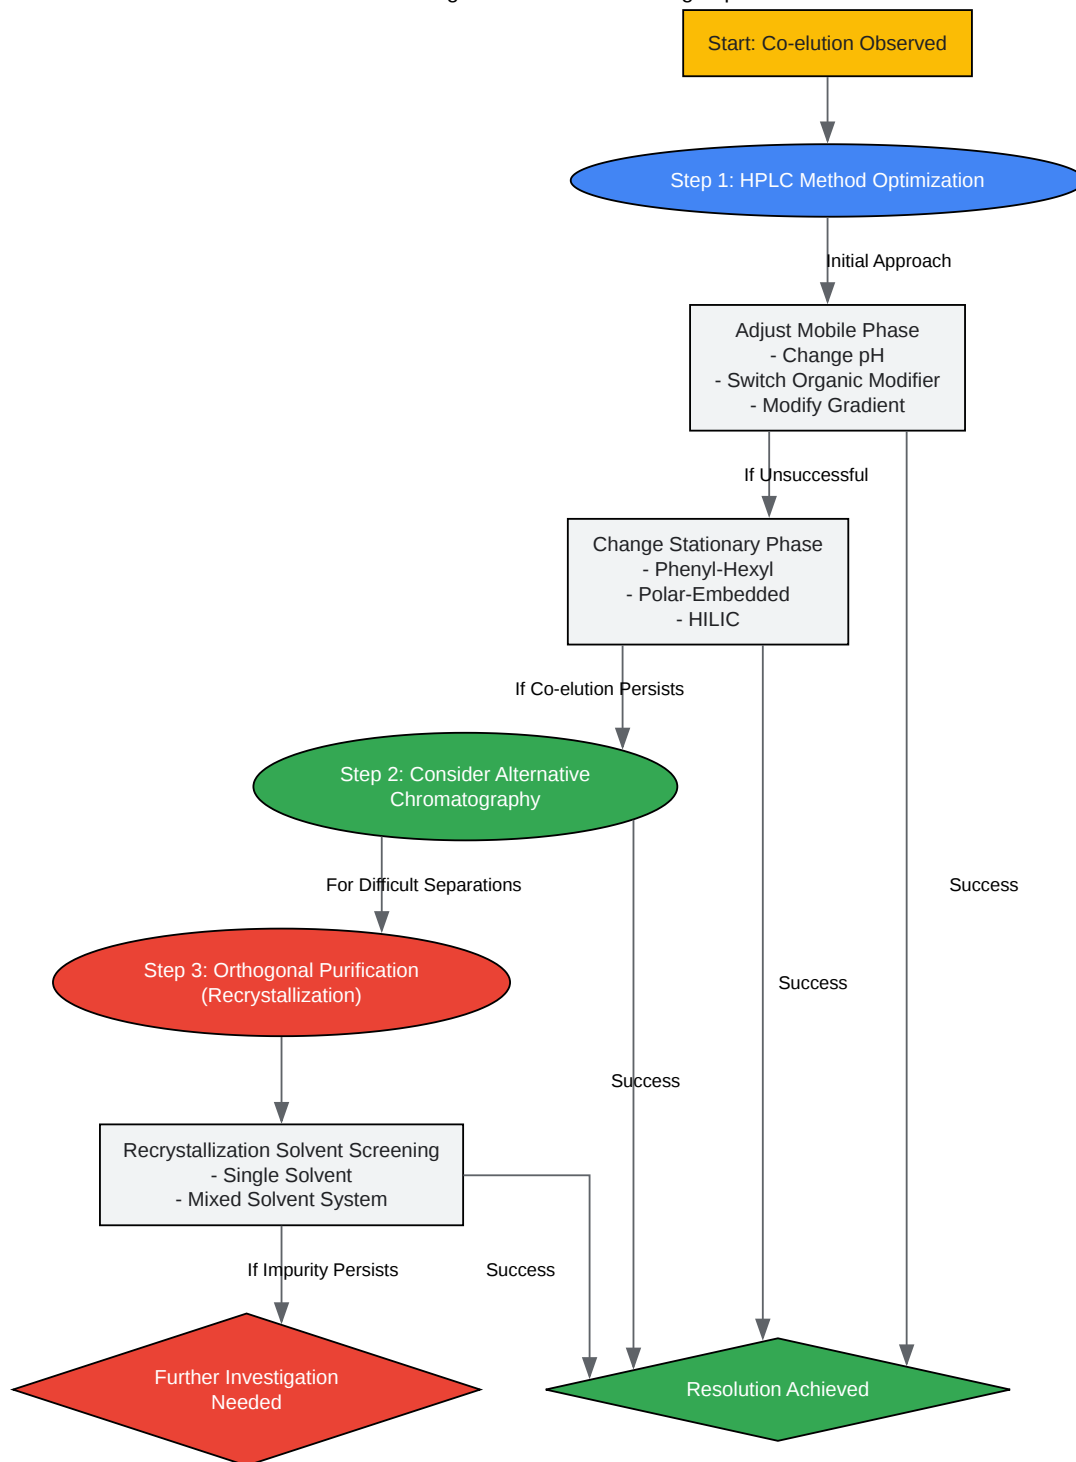 Start: Co-elution Observed
Step 1: HPLC Method Optimization
Initial Approach
Adjust Mobile Phase
- Change pH
- Switch Organic Modifier
- Modify Gradient
If Unsuccessful
Change Stationary Phase
- Phenyl-Hexyl
- Polar-Embedded
- HILIC
If Co-elution Persists
Step 2: Consider Alternative
Chromatography
For Difficult Separations
Success
Step 3: Orthogonal Purification
(Recrystallization)
Success
Success
Recrystallization Solvent Screening
- Single Solvent
- Mixed Solvent System
If Impurity Persists
Success
Further Investigation
Needed
Resolution Achieved